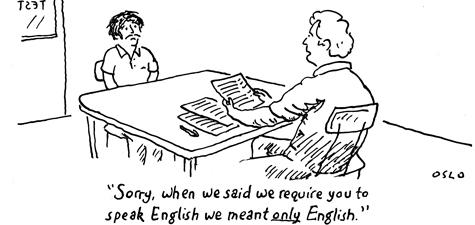 TEST
"Sorry, when we said we require you to
speak English we meant only English."
OSLO